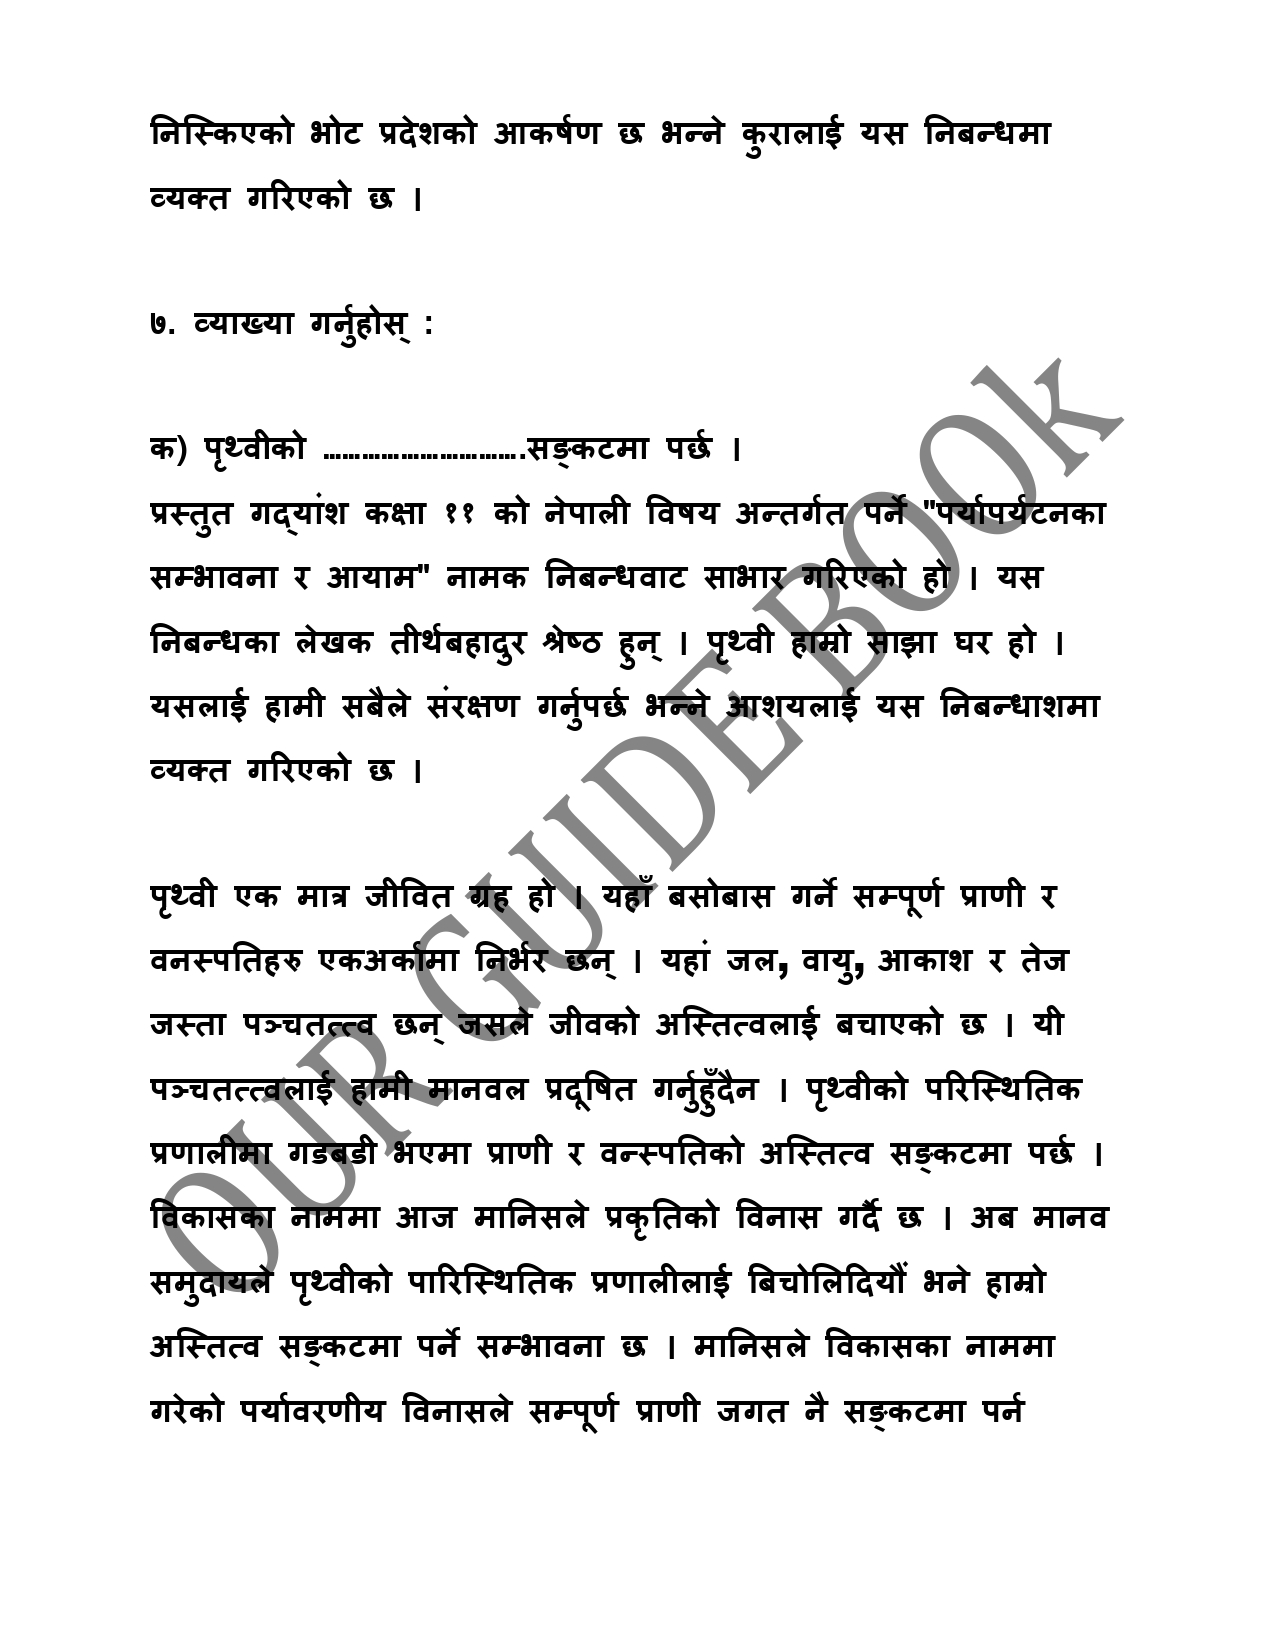 निस्किएको भोट प्रदेशको आकर्षण छ भन्ने कुरालाई यस निबन्धमा
व्यक्त गरिएको छ ।
७. व्याख्या गर्नुहोस् :
क) पृथ्वीको ………………………….सङ्कटमा पर्छ ।
प्रस्तुत गद्यांश कक्षा ११ को नेपाली विषय अन्तर्गत पर्ने "पर्यापर्यटनका
सम्भावना र आयाम" नामक निबन्धवाट साभार गरिएको हो । यस
निबन्धका लेखक तीर्थबहादुर श्रेष्ठ हुन् । पृथ्वी हाम्रो साझा घर हो ।
यसलाई हामी सबैले संरक्षण गर्नुपर्छ भन्ने आशयलाई यस निबन्धाशमा
व्यक्त गरिएको छ ।
पृथ्वी एक मात्र जीवित ग्रह हो । यहाँ बसोबास गर्ने सम्पूर्ण प्राणी र
वनस्पतिहरु एकअर्कामा निर्भर छन् । यहां जल, वायु, आकाश र तेज
जस्ता पञ्चतत्त्व छन् जसले जीवको अस्तित्वलाई बचाएको छ । यी
पञ्चतत्त्वलाई हामी मानवल प्रदूषित गर्नुहुँदैन । पृथ्वीको परिस्थितिक
प्रणालीमा गडबडी भएमा प्राणी र वन्स्पतिको अस्तित्व सङ्कटमा पर्छ ।
विकासका नाममा आज मानिसले प्रकृतिको विनास गर्दै छ । अब मानव
समुदायले पृथ्वीको पारिस्थितिक प्रणालीलाई बिचोलिदियौं भने हाम्रो
अस्तित्व सङ्कटमा पर्ने सम्भावना छ । मानिसले विकासका नाममा
गरेको पर्यावरणीय विनासले सम्पूर्ण प्राणी जगत नै सङ्कटमा पर्न
OUR GUIDE BOOk